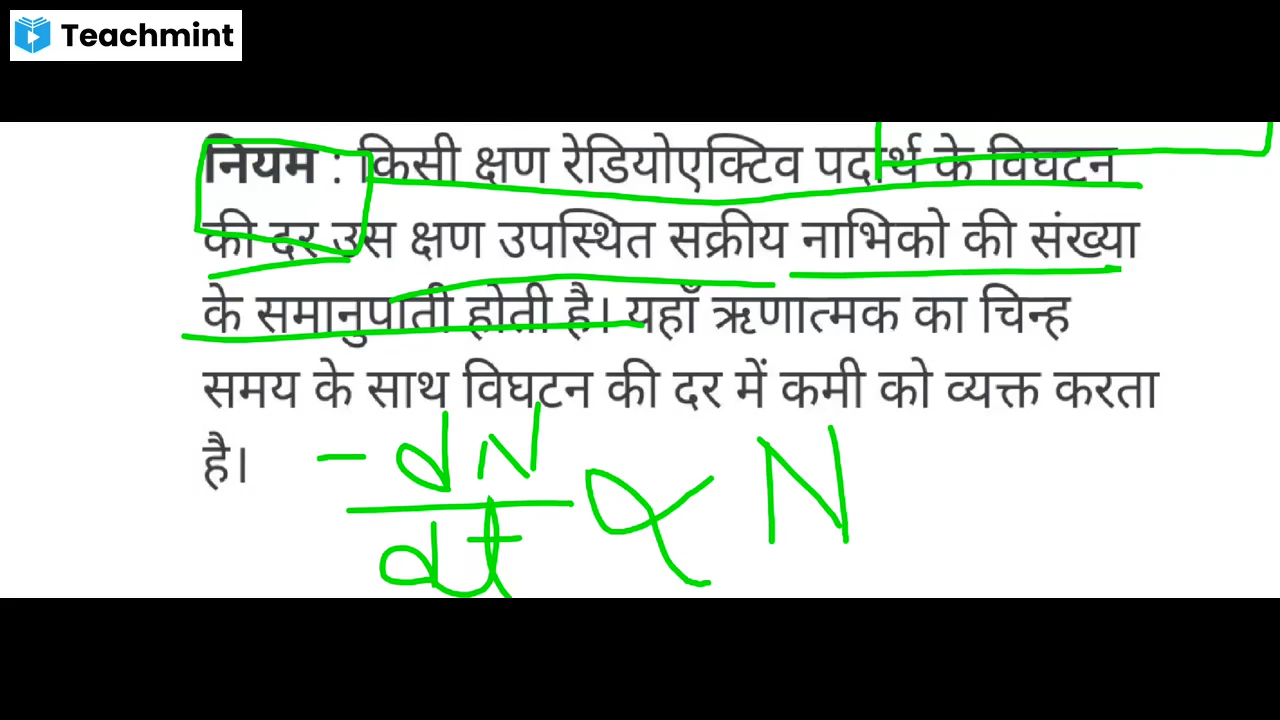 Teachmint
नियम : किसी क्षण रेडियोएक्टिव पदार्थ के विघटन
की दर उस क्षण उपस्थित सक्रीय नाभिको की संख्या
के समानुपाती होती है। यहाँ ऋणात्मक का चिन्ह
समय के साथ विघटन की दर में कमी को व्यक्त करता
है।
-dN
dt ∝ N